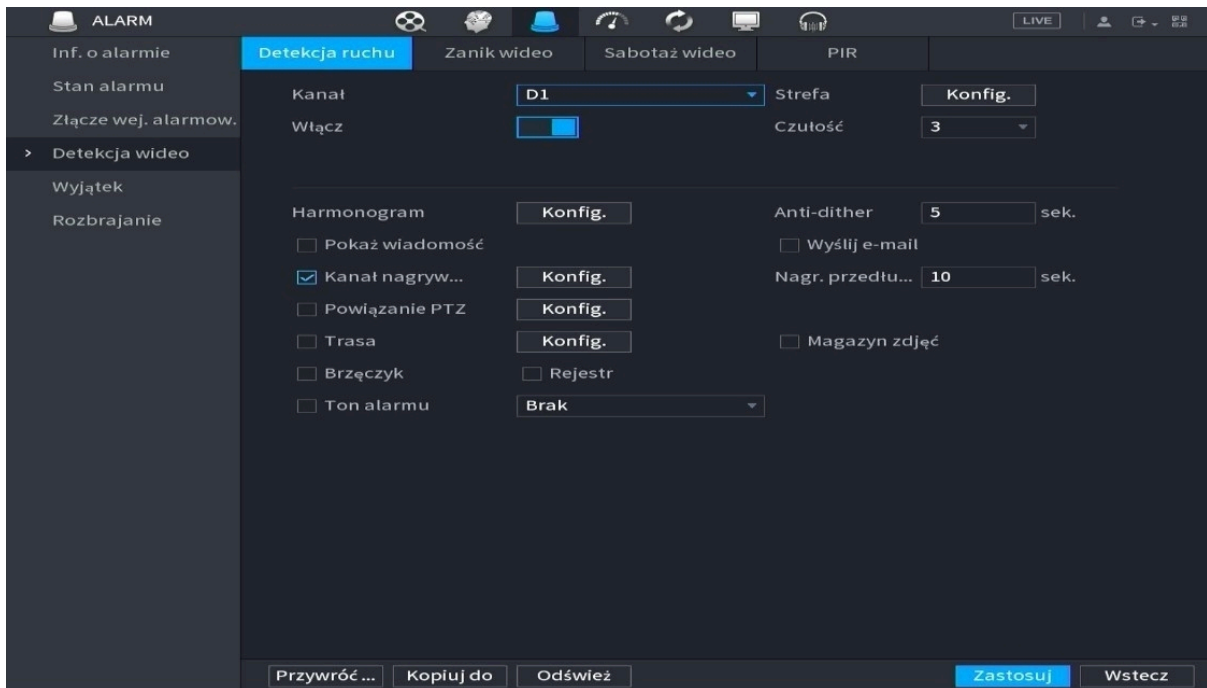 ALARM
LIVE
Inf. o alarmie
Stan alarmu
Złącze wej. alarmow.
> Detekcja wideo
Wyjątek
Rozbrajanie
Detekcja ruchu Zanik wideo Sabotaż wideo PIR
Kanał D1 Strefa Konfig.
Włącz Czułość 3
Harmonogram Konfig. Anti-dither 5 sek.
Pokaż wiadomość Wyślij e-mail
Kanał nagryw... Konfig. Nagr. przedłu... 10 sek.
Powiązanie PTZ Konfig.
Trasa Konfig. Magazyn zdjęć
Brzęczyk Rejestr
Ton alarmu Brak
Przywróć ... Kopiuj do Odśwież Zastosuj Wstecz